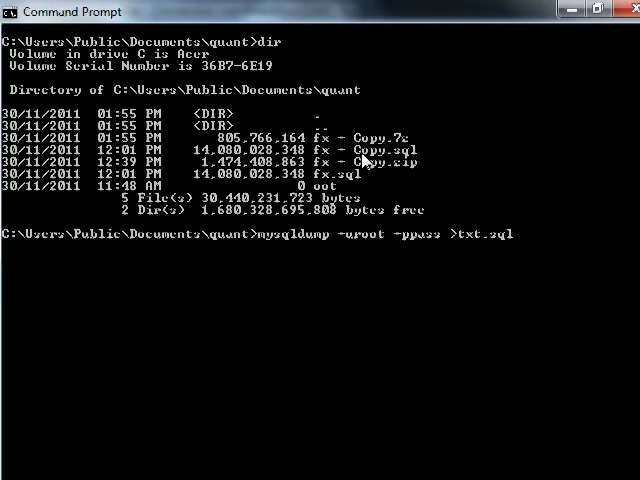 Command Prompt
C:\Users\Public\Documents\quant>dir
Volume in drive C is Acer
Volume Serial Number is 36B7-6E19
Directory of C:\Users\Public\Documents\quant
30/11/2011 01:55 PM <DIR> .
30/11/2011 01:55 PM <DIR> ..
30/11/2011 01:55 PM 805,766,164 fx - Copy.7z
30/11/2011 12:01 PM 14,080,028,348 fx - Copy.sql
30/11/2011 12:39 PM 1,474,408,863 fx - Copy.zip
30/11/2011 12:01 PM 14,080,028,348 fx.sql
30/11/2011 11:48 AM 0 oot
5 File(s) 30,440,231,723 bytes
2 Dir(s) 1,680,328,695,808 bytes free
C:\Users\Public\Documents\quant>mysqldump -uroot -ppass >txt.sql